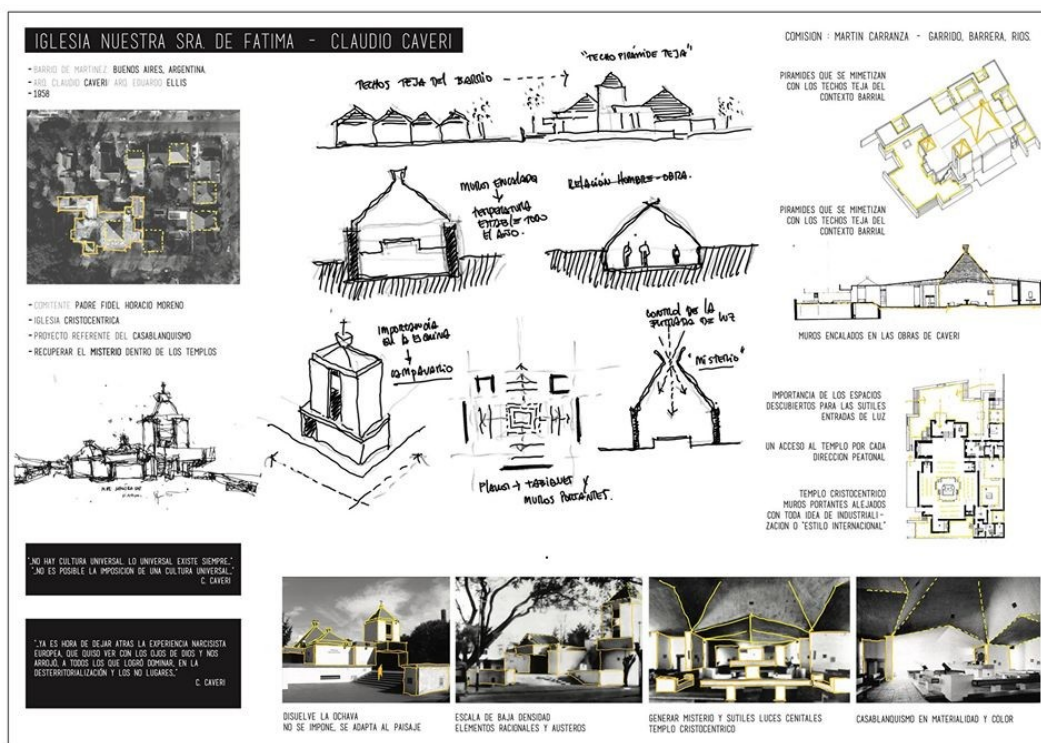 IGLESIA NUESTRA SRA. DE FATIMA - CLAUDIO CAVERI
- BARRIO DE MARTINEZ. BUENOS AIRES, ARGENTINA.
- ARQ. CLAUDIO CAVERI/ ARQ. EDUARDO ELLIS
- 1958
COMISION : MARTIN CARRANZA - GARRIDO, BARRERA, RIOS.
TECHOS TEJA DEL BARRIO
"TECHO PIRÁMIDE TEJA"
MUROS ENCALADA
TEMPERATURA
ESTABLE TODO
EL AÑO.
RELACIÓN HOMBRE-OBRA.
PIRAMIDES QUE SE MIMETIZAN
CON LOS TECHOS TEJA DEL
CONTEXTO BARRIAL
PIRAMIDES QUE SE MIMETIZAN
CON LOS TECHOS TEJA DEL
CONTEXTO BARRIAL
MUROS ENCALADOS EN LAS OBRAS DE CAVERI
- COMITENTE PADRE FIDEL HORACIO MORENO
- IGLESIA CRISTOCENTRICA
- PROYECTO REFERENTE DEL CASABLANQUISMO
- RECUPERAR EL MISTERIO DENTRO DE LOS TEMPLOS
IMPORTANCIA
EN LA ESQUINA
CAMPANARIO
CONTROL DE LA
ENTRADA DE LUZ
"MISTERIO"
PLANOS → TABIQUES Y
MUROS PORTANTES.
IMPORTANCIA DE LOS ESPACIOS
DESCUBIERTOS PARA LAS SUTILES
ENTRADAS DE LUZ
UN ACCESO AL TEMPLO POR CADA
DIRECCION PEATONAL
TEMPLO CRISTOCENTRICO
MUROS PORTANTES ALEJADOS
CON TODA IDEA DE INDUSTRIALI-
ZACION O "ESTILO INTERNACIONAL"
"..NO HAY CULTURA UNIVERSAL. LO UNIVERSAL EXISTE SIEMPRE.."
"..NO ES POSIBLE LA IMPOSICION DE UNA CULTURA UNIVERSAL.."
C. CAVERI
"..YA ES HORA DE DEJAR ATRAS LA EXPERIENCIA NARCISISTA
EUROPEA, QUE QUISO VER CON LOS OJOS DE DIOS Y NOS
ARROJÓ, A TODOS LOS QUE LOGRÓ DOMINAR, EN LA
DESTERRITORIALIZACIÓN Y LOS NO LUGARES.."
C. CAVERI
DISUELVE LA OCHAVA
NO SE IMPONE, SE ADAPTA AL PAISAJE
ESCALA DE BAJA DENSIDAD
ELEMENTOS RACIONALES Y AUSTEROS
GENERAR MISTERIO Y SUTILES LUCES CENITALES
TEMPLO CRISTOCENTRICO
CASABLANQUISMO EN MATERIALIDAD Y COLOR